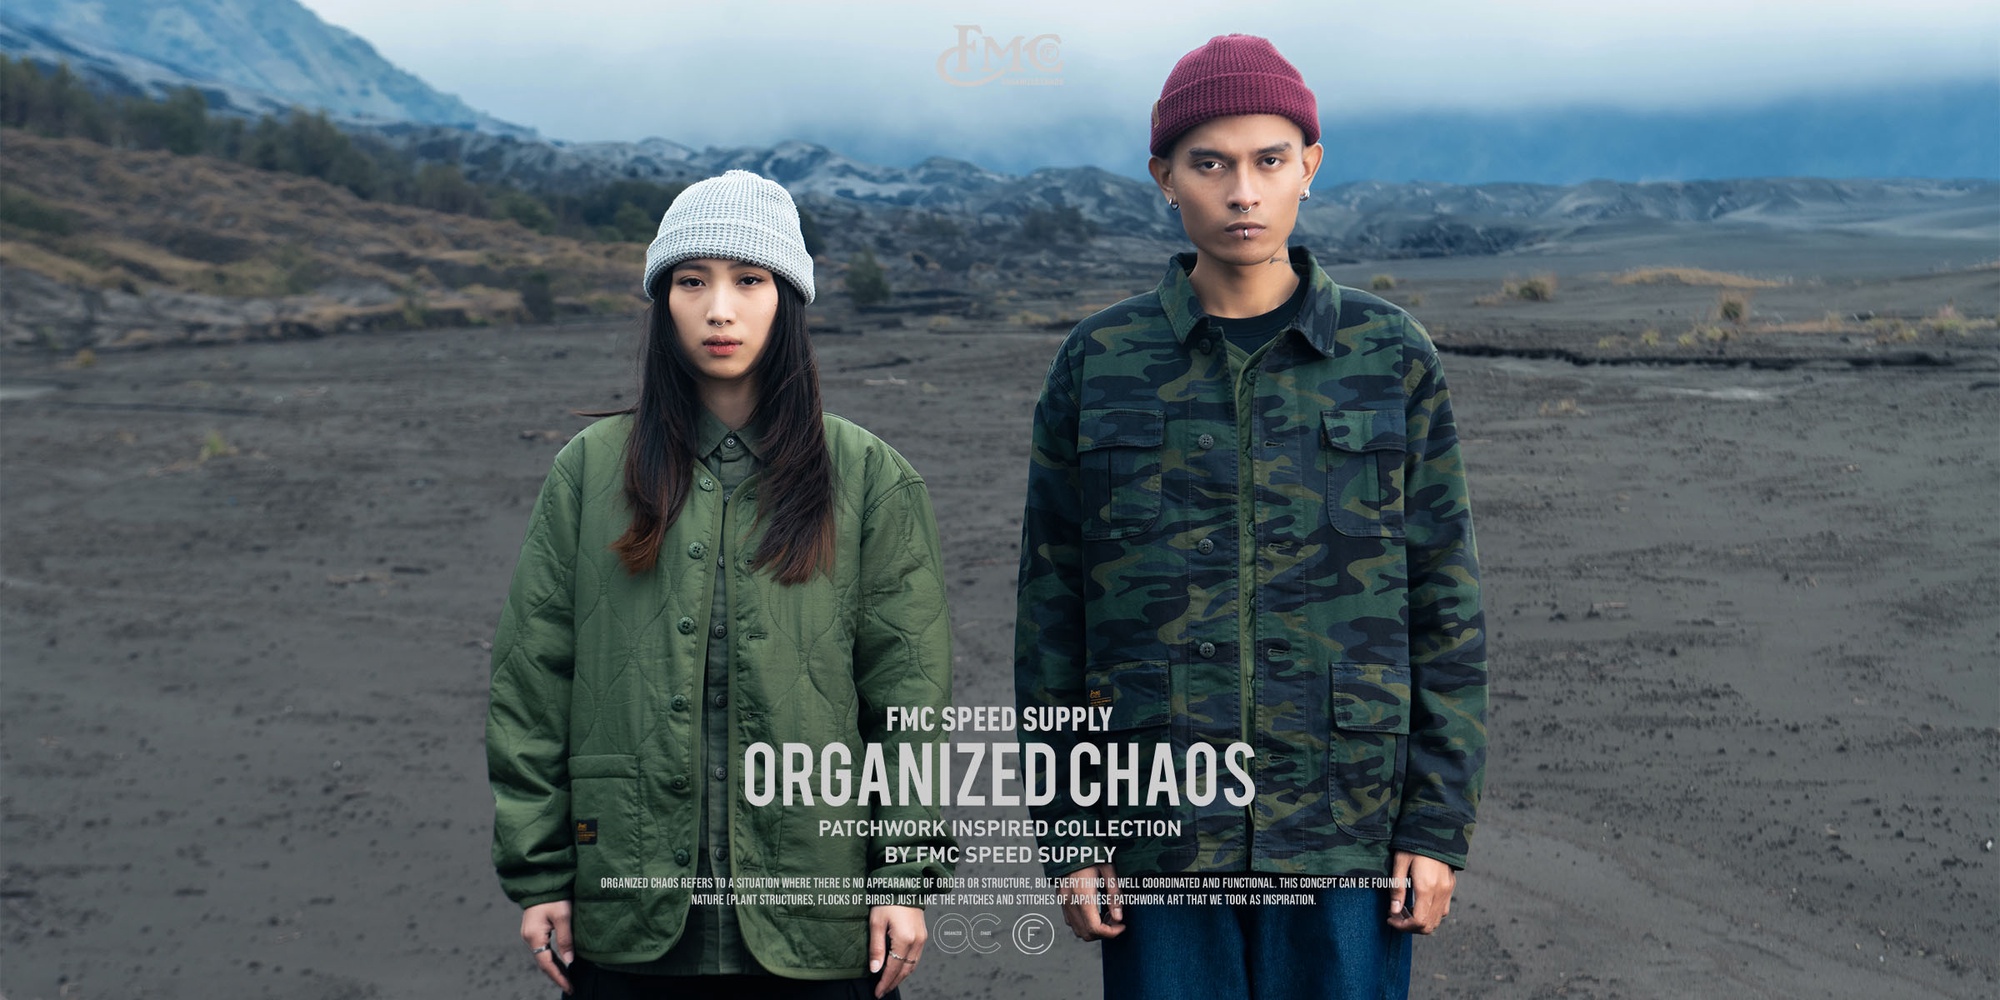 FMC
FMC SPEED SUPPLY
ORGANIZED CHAOS
PATCHWORK INSPIRED COLLECTION
BY FMC SPEED SUPPLY
ORGANIZED CHAOS REFERS TO A SITUATION WHERE THERE IS NO APPEARANCE OF ORDER OR STRUCTURE, BUT EVERYTHING IS WELL COORDINATED AND FUNCTIONAL. THIS CONCEPT CAN BE FOUND IN
NATURE (PLANT STRUCTURES, FLOCKS OF BIRDS) JUST LIKE THE PATCHES AND STITCHES OF JAPANESE PATCHWORK ART THAT WE TOOK AS INSPIRATION.
OC
ORGANIZED CHAOS
F